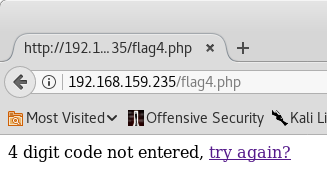 http://192.1...35/flag4.php
192.168.159.235/flag4.php
Most Visited Offensive Security Kali Li
4 digit code not entered, try again?